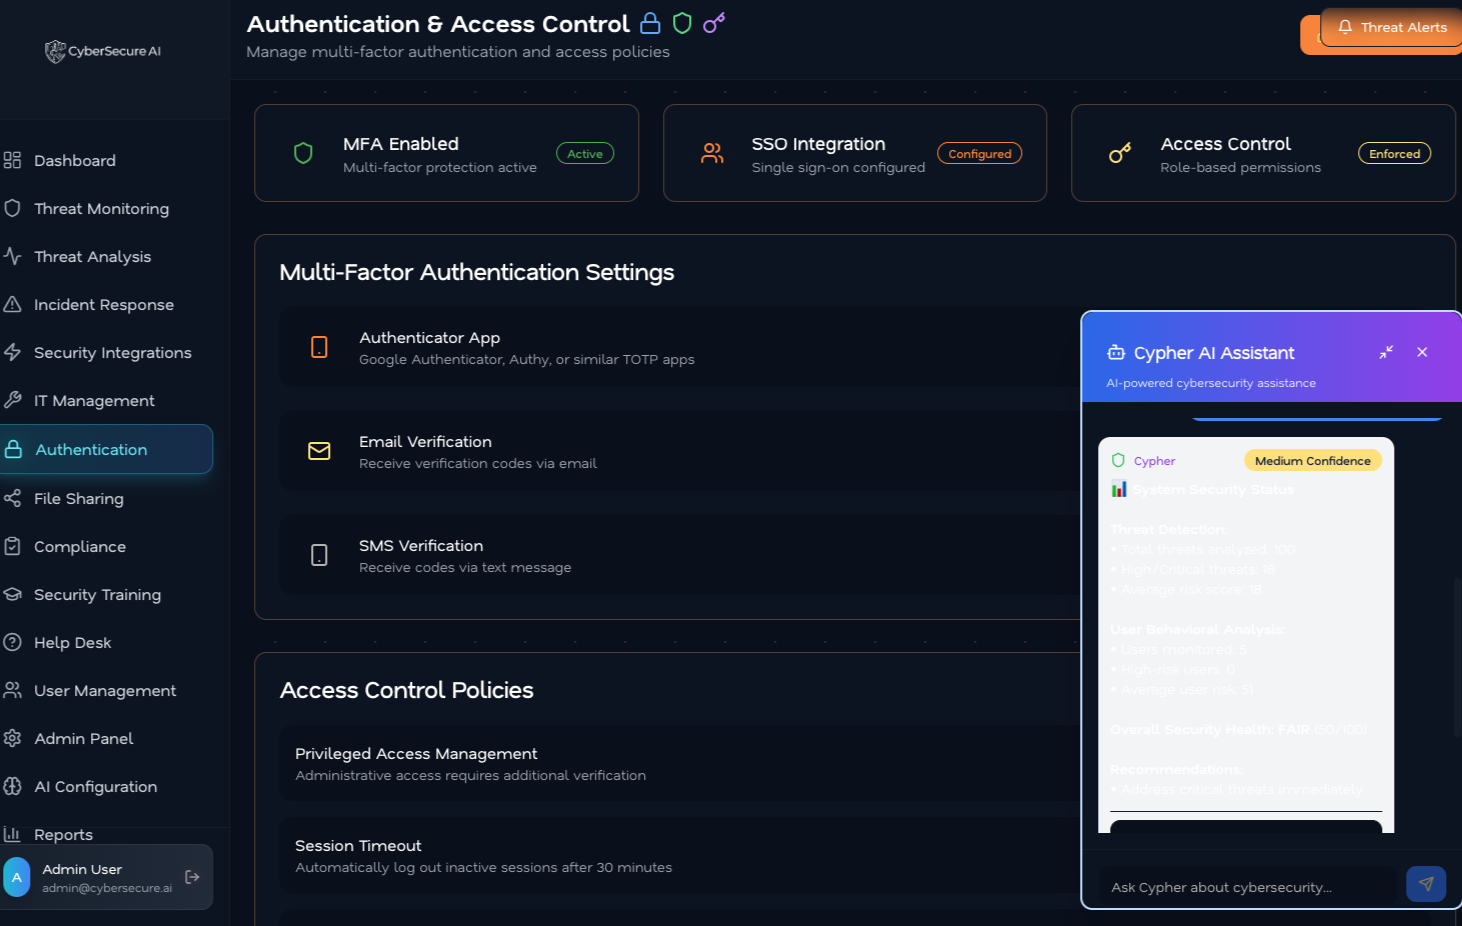 CyberSecure AI
Authentication & Access Control
Manage multi-factor authentication and access policies
Threat Alerts
Dashboard
Threat Monitoring
Threat Analysis
Incident Response
Security Integrations
IT Management
Authentication
File Sharing
Compliance
Security Training
Help Desk
User Management
Admin Panel
AI Configuration
Reports
A
Admin User
admin@cybersecure.ai
MFA Enabled
Multi-factor protection active
Active
SSO Integration
Single sign-on configured
Configured
Access Control
Role-based permissions
Enforced
Multi-Factor Authentication Settings
Authenticator App
Google Authenticator, Authy, or similar TOTP apps
Email Verification
Receive verification codes via email
SMS Verification
Receive codes via text message
Access Control Policies
Privileged Access Management
Administrative access requires additional verification
Session Timeout
Automatically log out inactive sessions after 30 minutes
Cypher AI Assistant
AI-powered cybersecurity assistance
Cypher
Medium Confidence
System Security Status
Threat Detection:
• Total threats analyzed: 100
• High/Critical threats: 18
• Average risk score: 18
User Behavioral Analysis:
• Users monitored: 5
• High-risk users: 0
• Average user risk: 51
Overall Security Health: FAIR (50/100)
Recommendations:
• Address critical threats immediately
Ask Cypher about cybersecurity...